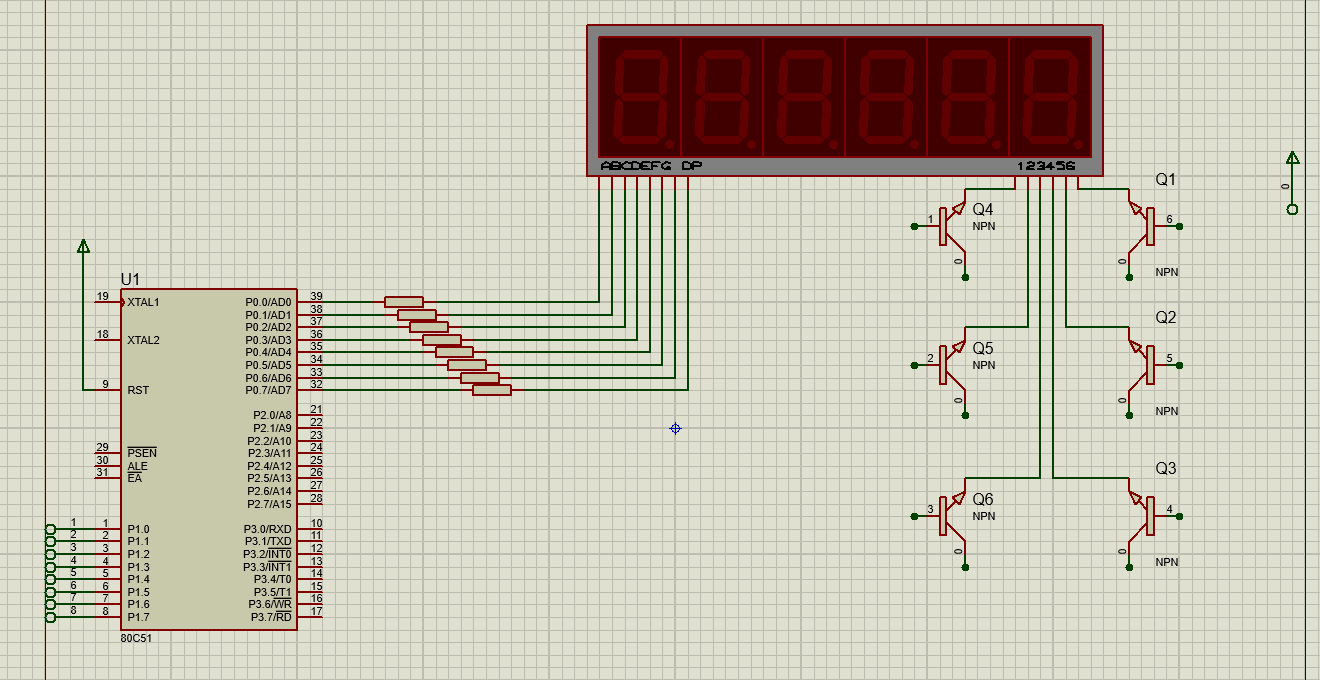 ABCDEFG DP
123456
Q4
NPN
1
0
Q1
NPN
6
0
0
Q5
NPN
2
0
Q2
NPN
5
0
Q6
NPN
3
0
Q3
NPN
4
0
U1
19 XTAL1 P0.0/AD0 39
P0.1/AD1 38
P0.2/AD2 37
18 XTAL2 P0.3/AD3 36
P0.4/AD4 35
P0.5/AD5 34
P0.6/AD6 33
9 RST P0.7/AD7 32
P2.0/A8 21
P2.1/A9 22
P2.2/A10 23
29 PSEN P2.3/A11 24
30 ALE P2.4/A12 25
31 EA P2.5/A13 26
P2.6/A14 27
P2.7/A15 28
1 1 P1.0 P3.0/RXD 10
2 2 P1.1 P3.1/TXD 11
3 3 P1.2 P3.2/INT0 12
4 4 P1.3 P3.3/INT1 13
5 5 P1.4 P3.4/T0 14
6 6 P1.5 P3.5/T1 15
7 7 P1.6 P3.6/WR 16
8 8 P1.7 P3.7/RD 17
80C51